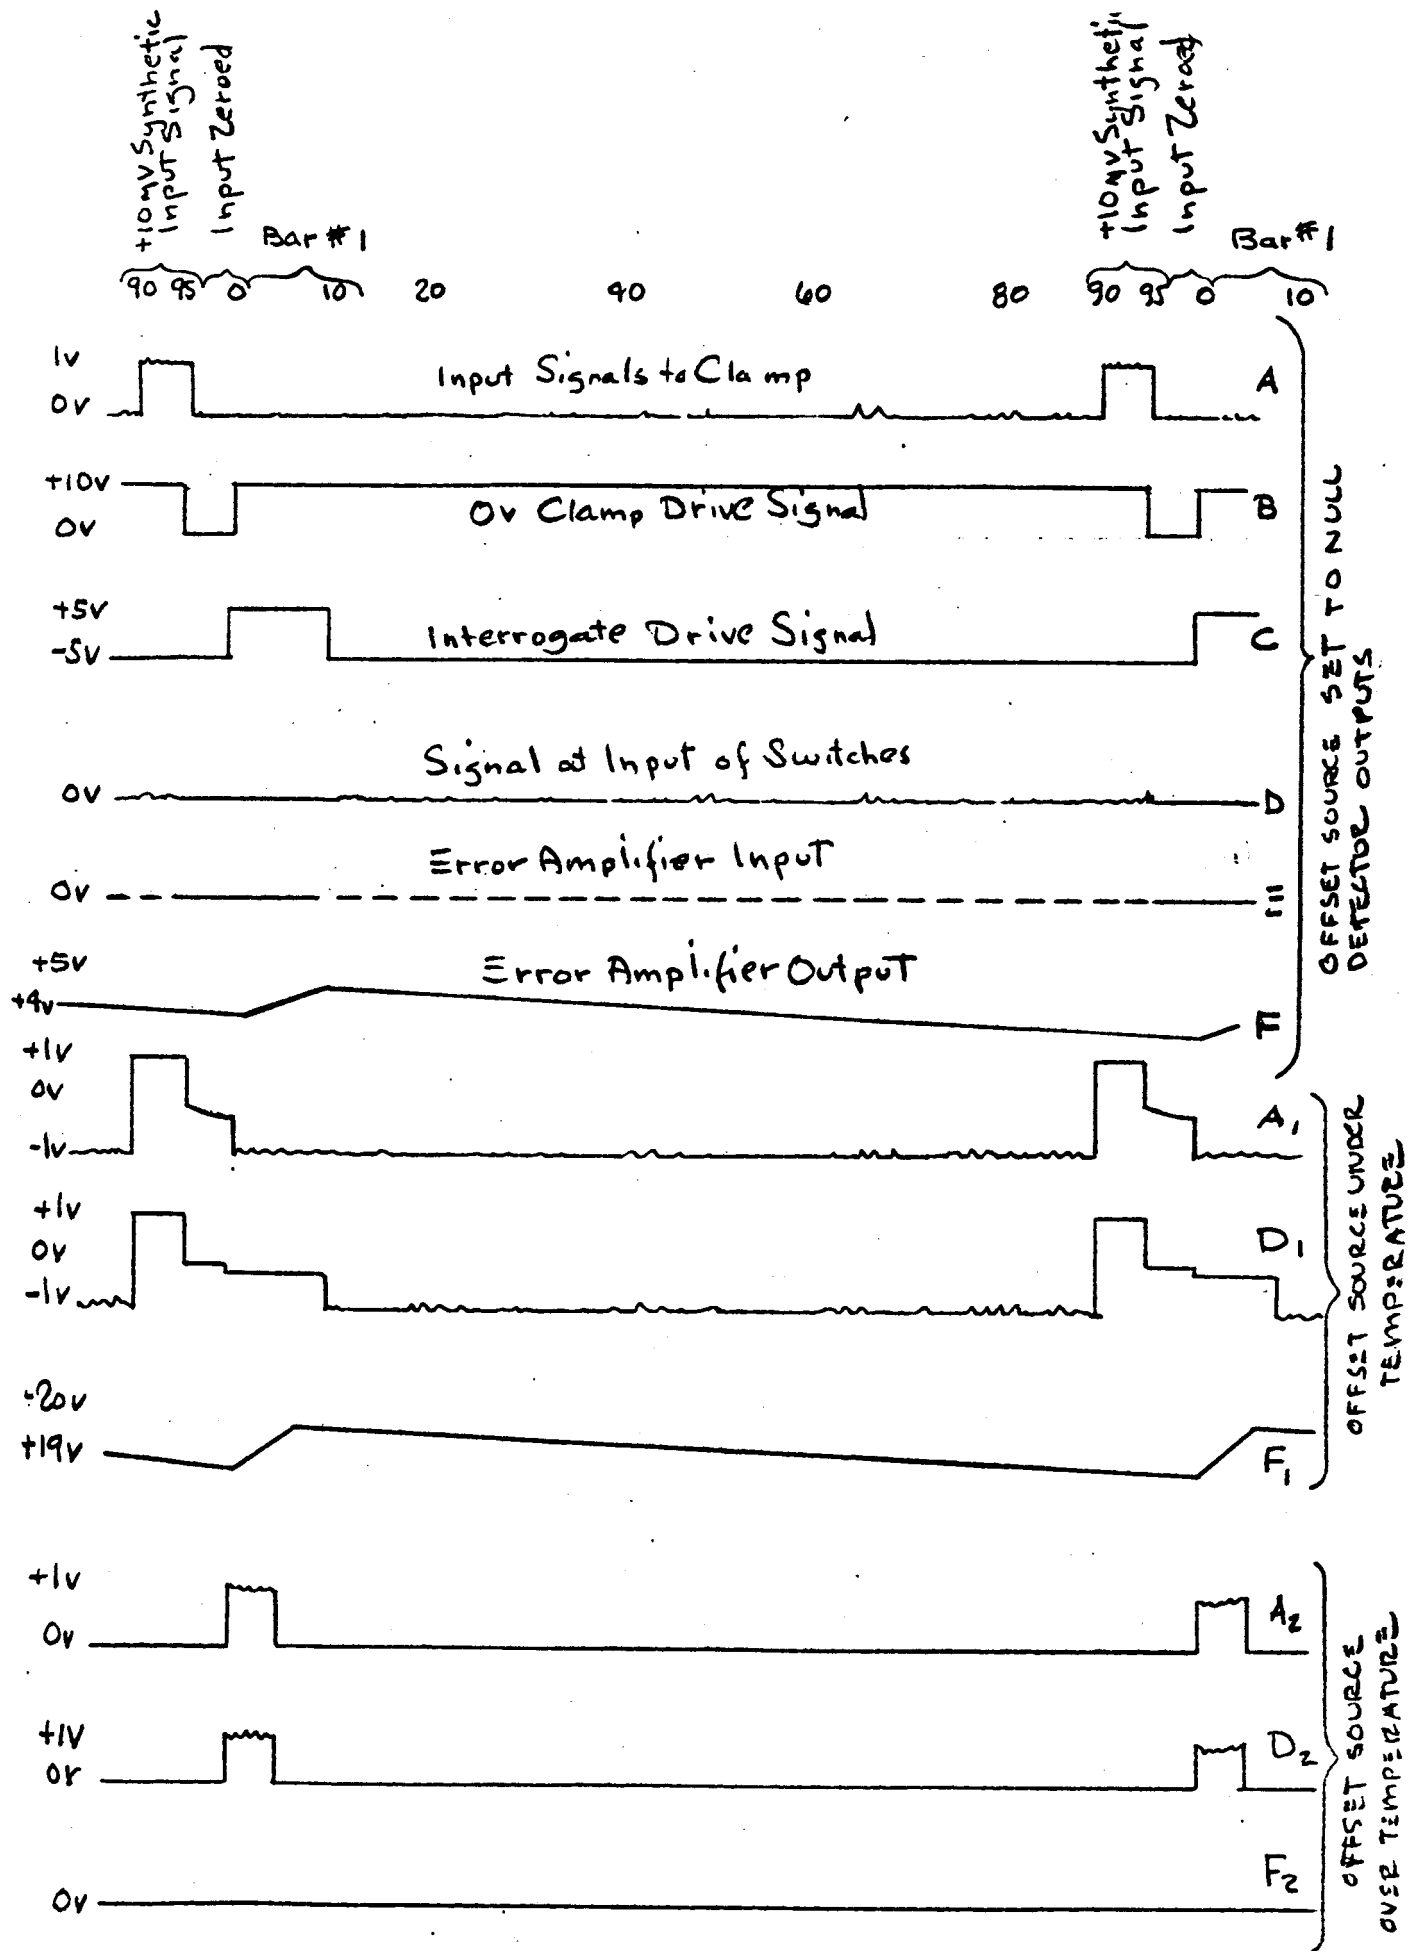 +10mV Synthetic
Input Signal
Input Zeroed
+10mV Synthetic
Input Signal
Input Zeroed
Bar #1
Bar #1
90 95 0 10 20 40 60 80 90 95 0 10
1v
0v
Input Signals to Clamp
A
+10v
0v
0v Clamp Drive Signal
B
+5v
-5v
Interrogate Drive Signal
C
Signal at Input of Switches
0v
D
Error Amplifier Input
0v
E
+5v
+4v
Error Amplifier Output
F
OFFSET SOURCE SET TO NULL
DETECTOR OUTPUTS
+1v
0v
-1v
A1
+1v
0v
-1v
D1
+20v
+19v
F1
OFFSET SOURCE UNDER
TEMPERATURE
+1v
0v
A2
+1v
0v
D2
0v
F2
OFFSET SOURCE
OVER TEMPERATURE